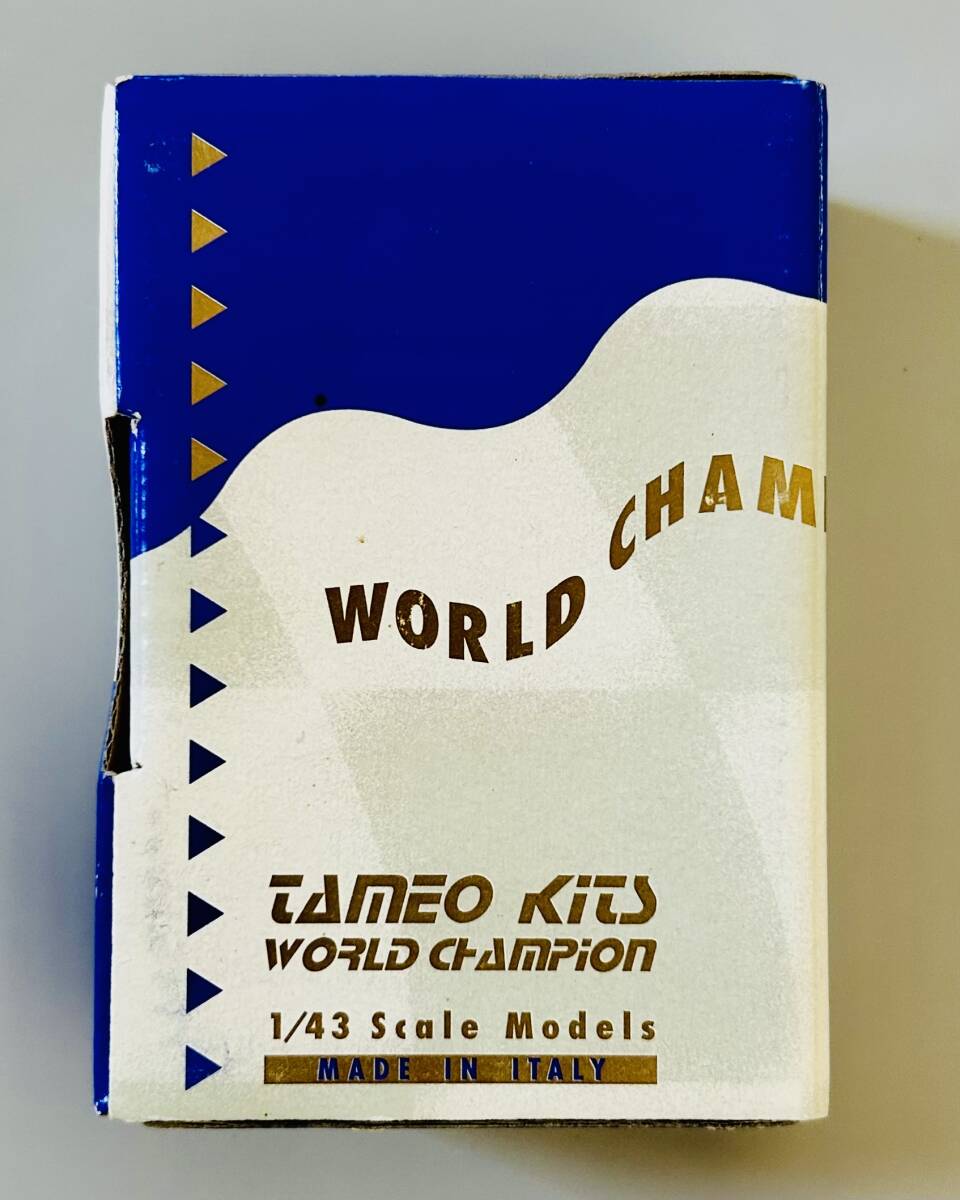 WORLD CHAM
TAMEO KITS
WORLD CHAMPION
1/43 Scale Models
MADE IN ITALY